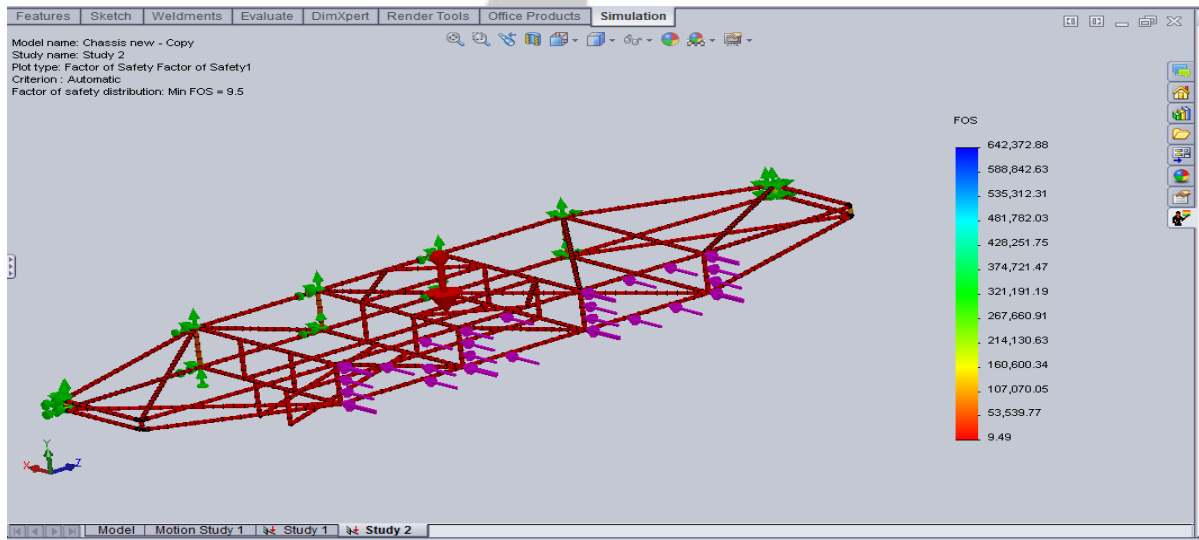 Features Sketch Weldments Evaluate DimXpert Render Tools Office Products Simulation
Model name: Chassis new - Copy
Study name: Study 2
Plot type: Factor of Safety Factor of Safety1
Criterion : Automatic
Factor of safety distribution: Min FOS = 9.5
FOS
642,372.88
588,842.63
535,312.31
481,782.03
428,251.75
374,721.47
321,191.19
267,660.91
214,130.63
160,600.34
107,070.05
53,539.77
9.49
Y
X Z
Model Motion Study 1 Study 1 Study 2